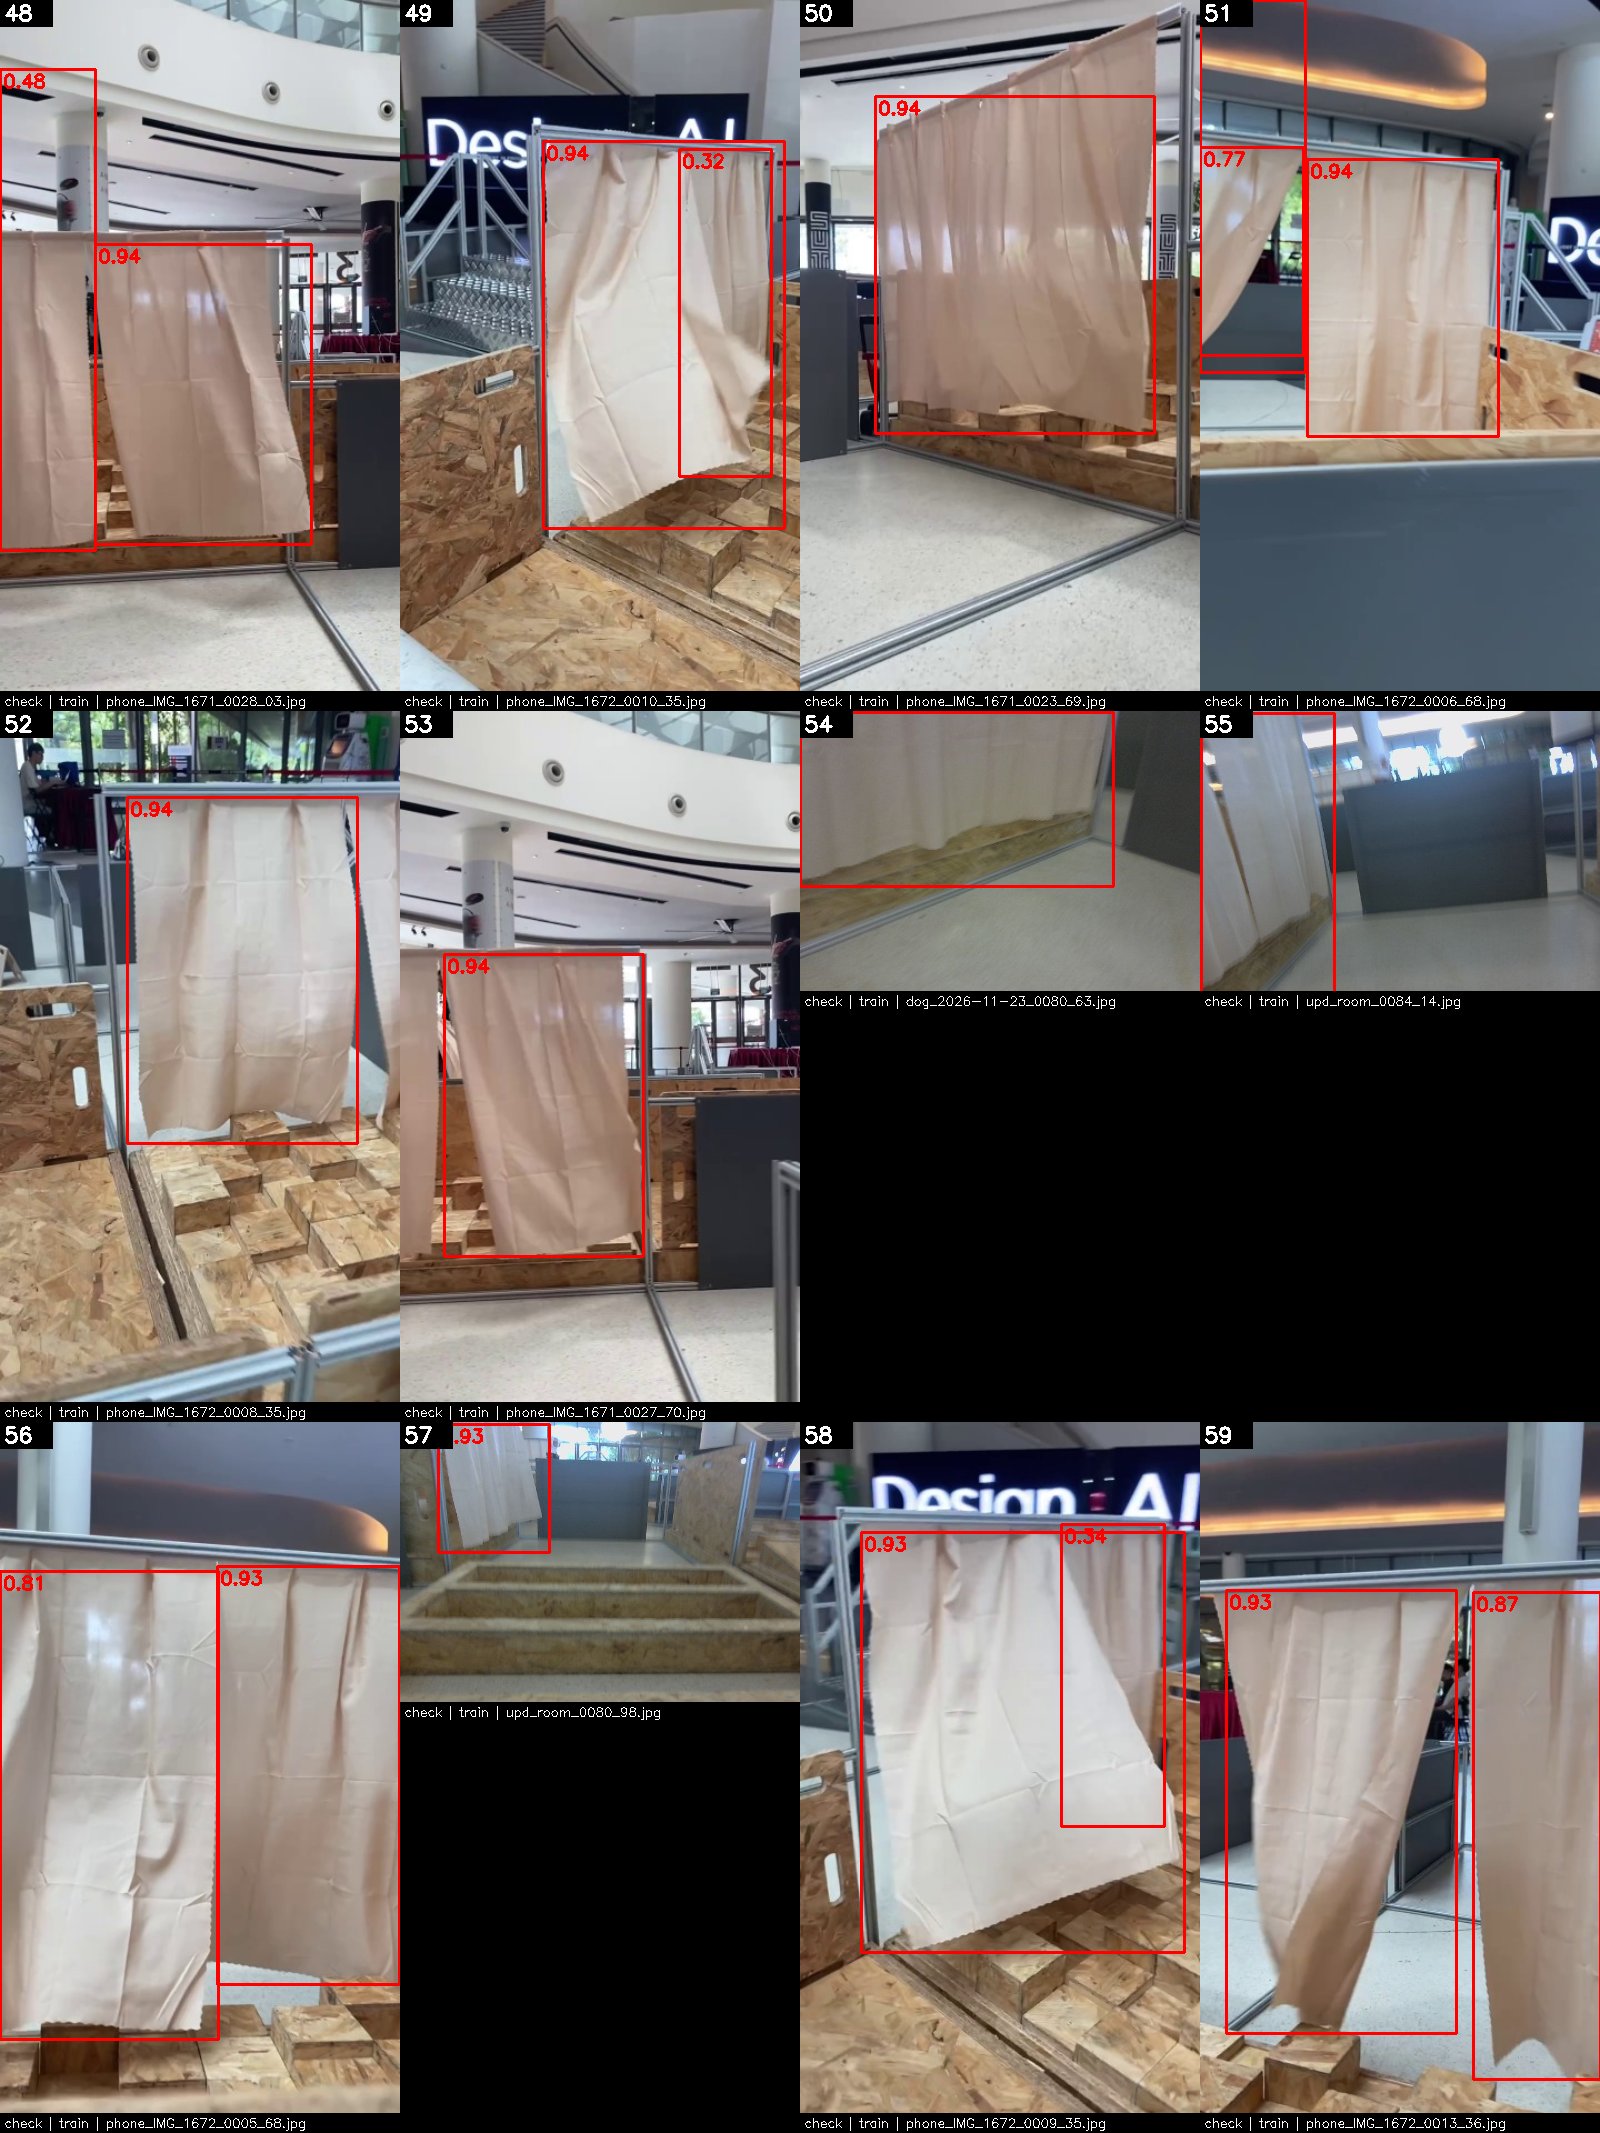 48
0.48
0.94
3
check | train | phone_IMG_1671_0028_03.jpg
49
Des AI
0.94
0.32
check | train | phone_IMG_1672_0010_35.jpg
50
0.94
check | train | phone_IMG_1671_0023_69.jpg
51
0.77
0.94
De
check | train | phone_IMG_1672_0006_68.jpg
52
0.94
check | train | phone_IMG_1672_0008_35.jpg
53
0.94
3
check | train | phone_IMG_1671_0027_70.jpg
54
check | train | dog_2026-11-23_0080_63.jpg
55
check | train | upd_room_0084_14.jpg
56
0.81
0.93
check | train | phone_IMG_1672_0005_68.jpg
57
.93
check | train | upd_room_0080_98.jpg
58
Design AI
0.93
0.34
check | train | phone_IMG_1672_0009_35.jpg
59
0.93
0.87
check | train | phone_IMG_1672_0013_36.jpg